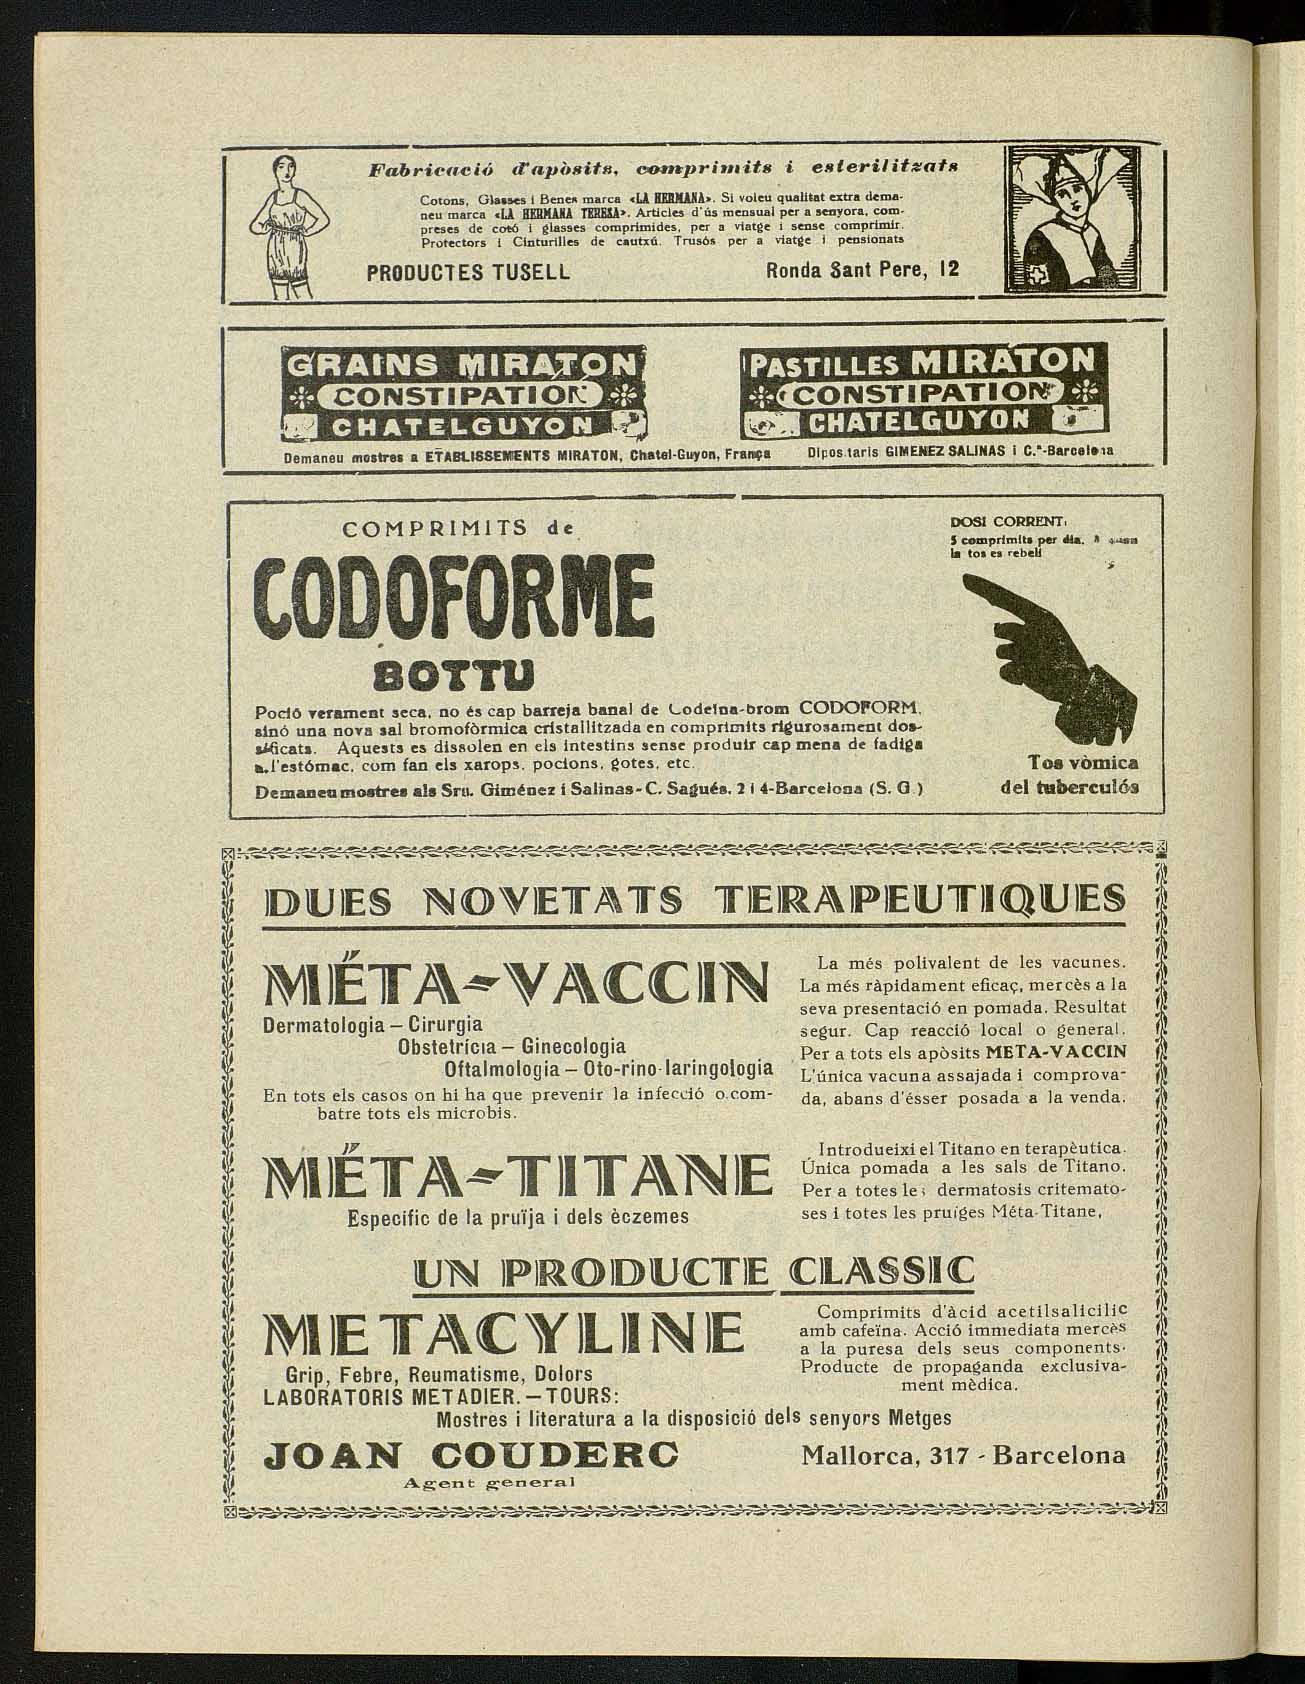 Fabricació d'apòsits, comprimits i esterilitzats
Cotons, Glasses i Benes marca «LA HERMANA». Si voleu qualitat extra dema-
neu marca «LA HERMANA TERESA». Articles d'ús mensual per a senyora, com-
preses de cotó i glasses comprimides, per a viatge i sense comprimir.
Protectors i Cinturilles de cautxú. Trusós per a viatge i pensionats
PRODUCTES TUSELL Ronda Sant Pere, 12
GRAINS MIRATON
CONSTIPATION
CHATELGUYON
PASTILLES MIRATON
CONSTIPATION
CHATELGUYON
Demaneu mostres a ETABLISSEMENTS MIRATON, Chatel-Guyon, França
Dipositaris GIMENEZ SALINAS i C.ª-Barcelona
COMPRIMITS de
CODOFORME
BOTTU
Poció verament seca, no és cap barreja banal de Codeïna-brom CODOFORM,
sinó una nova sal bromofòrmica cristallitzada en comprimits rigurosament dos-
sificats. Aquests es dissolen en els intestins sense produir cap mena de fadiga
a l'estómac, com fan els xarops, pocions, gotes, etc.
Demaneu mostres als Srs. Giménez i Salinas-C. Sagués, 2 i 4-Barcelona (S. G.)
DOSI CORRENT:
5 comprimits per dia, 8 quan
la tos es rebell
Tos vòmica
del tuberculós
DUES NOVETATS TERAPEUTIQUES
MÉTA-VACCIN
Dermatologia – Cirurgia
Obstetrícia – Ginecologia
Oftalmologia – Oto-rino-laringologia
En tots els casos on hi ha que prevenir la infecció o com-
batre tots els microbis.
La més polivalent de les vacunes.
La més ràpidament eficaç, mercès a la
seva presentació en pomada. Resultat
segur. Cap reacció local o general.
Per a tots els apòsits META-VACCIN
L'única vacuna assajada i comprova-
da, abans d'ésser posada a la venda.
MÉTA-TITANE
Especific de la pruïja i dels èczemes
Introdueixi el Titano en terapèutica.
Única pomada a les sals de Titano.
Per a totes les dermatosis critemato-
ses i totes les pruïges Méta-Titane,
UN PRODUCTE CLASSIC
METACYLINE
Grip, Febre, Reumatisme, Dolors
LABORATORIS METADIER. – TOURS:
Comprimits d'àcid acetilsalicilic
amb cafeïna. Acció immediata mercès
a la puresa dels seus components.
Producte de propaganda exclusiva-
ment mèdica.
Mostres i literatura a la disposició dels senyors Metges
JOAN COUDERC Mallorca, 317 - Barcelona
Agent general